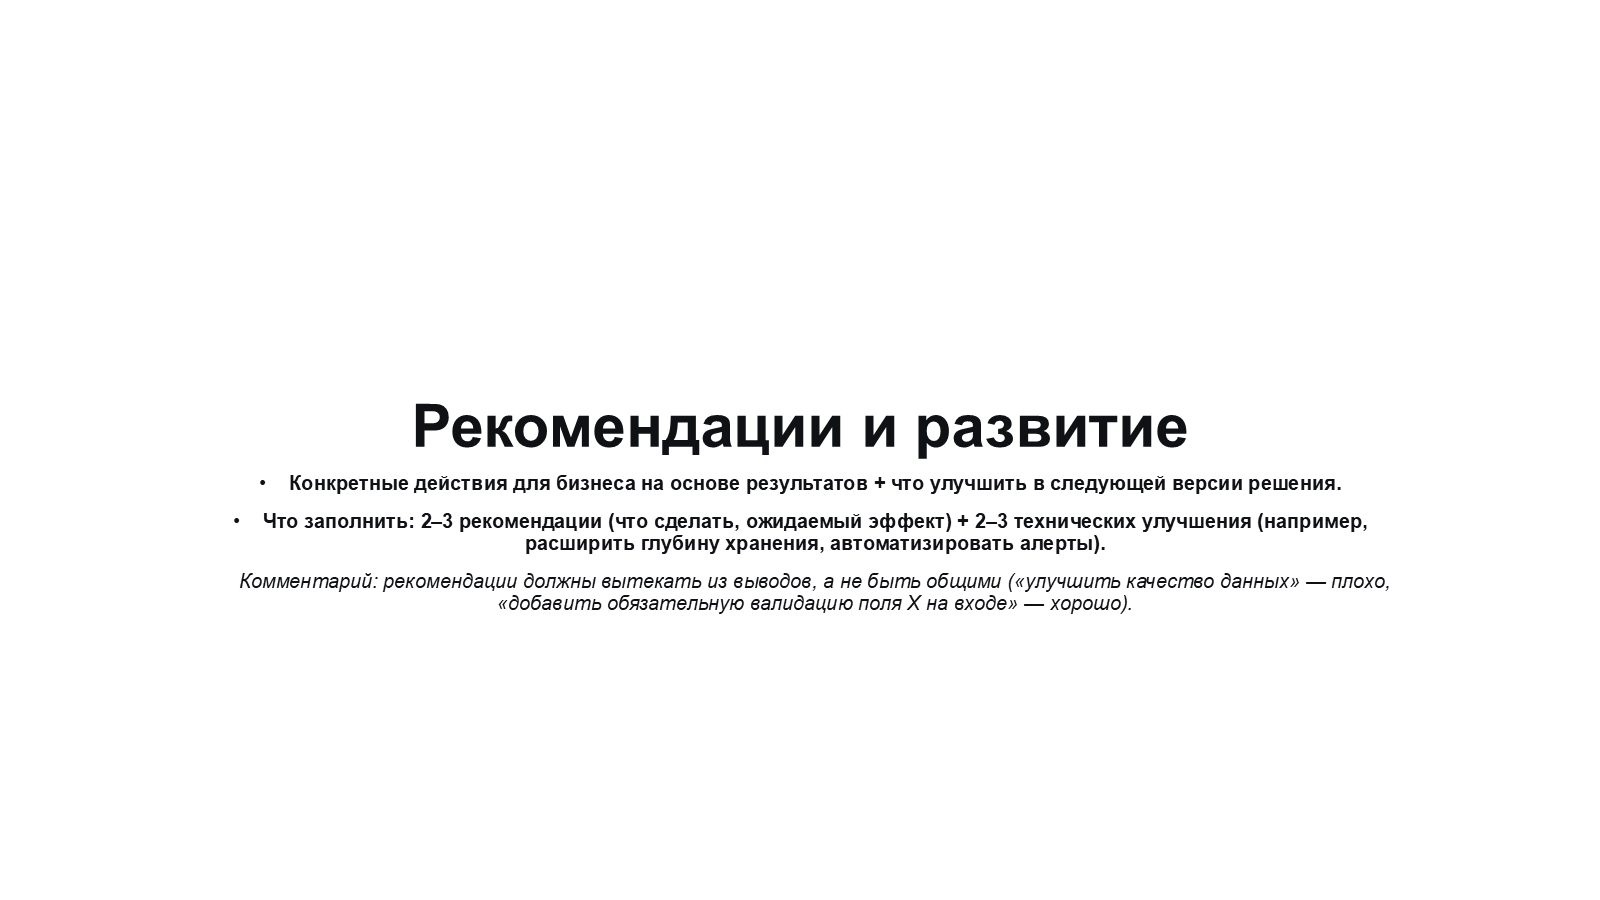 Рекомендации и развитие
• Конкретные действия для бизнеса на основе результатов + что улучшить в следующей версии решения.
• Что заполнить: 2–3 рекомендации (что сделать, ожидаемый эффект) + 2–3 технических улучшения (например,
расширить глубину хранения, автоматизировать алерты).
Комментарий: рекомендации должны вытекать из выводов, а не быть общими («улучшить качество данных» — плохо,
«добавить обязательную валидацию поля X на входе» — хорошо).